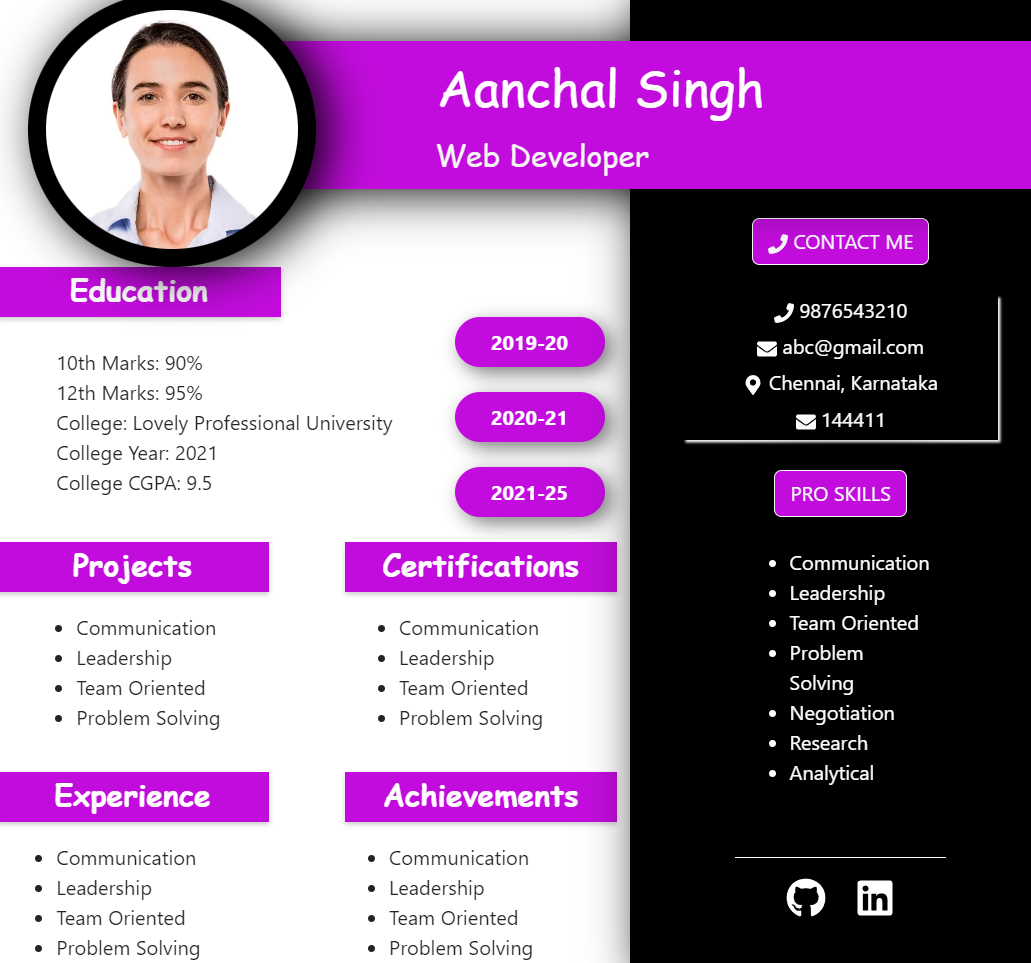 Aanchal Singh
Web Developer
Education
10th Marks: 90%
12th Marks: 95%
College: Lovely Professional University
College Year: 2021
College CGPA: 9.5
2019-20
2020-21
2021-25
Projects
Communication
Leadership
Team Oriented
Problem Solving
Certifications
Communication
Leadership
Team Oriented
Problem Solving
Experience
Communication
Leadership
Team Oriented
Problem Solving
Achievements
Communication
Leadership
Team Oriented
Problem Solving
CONTACT ME
9876543210
abc@gmail.com
Chennai, Karnataka
144411
PRO SKILLS
Communication
Leadership
Team Oriented
Problem
Solving
Negotiation
Research
Analytical
in